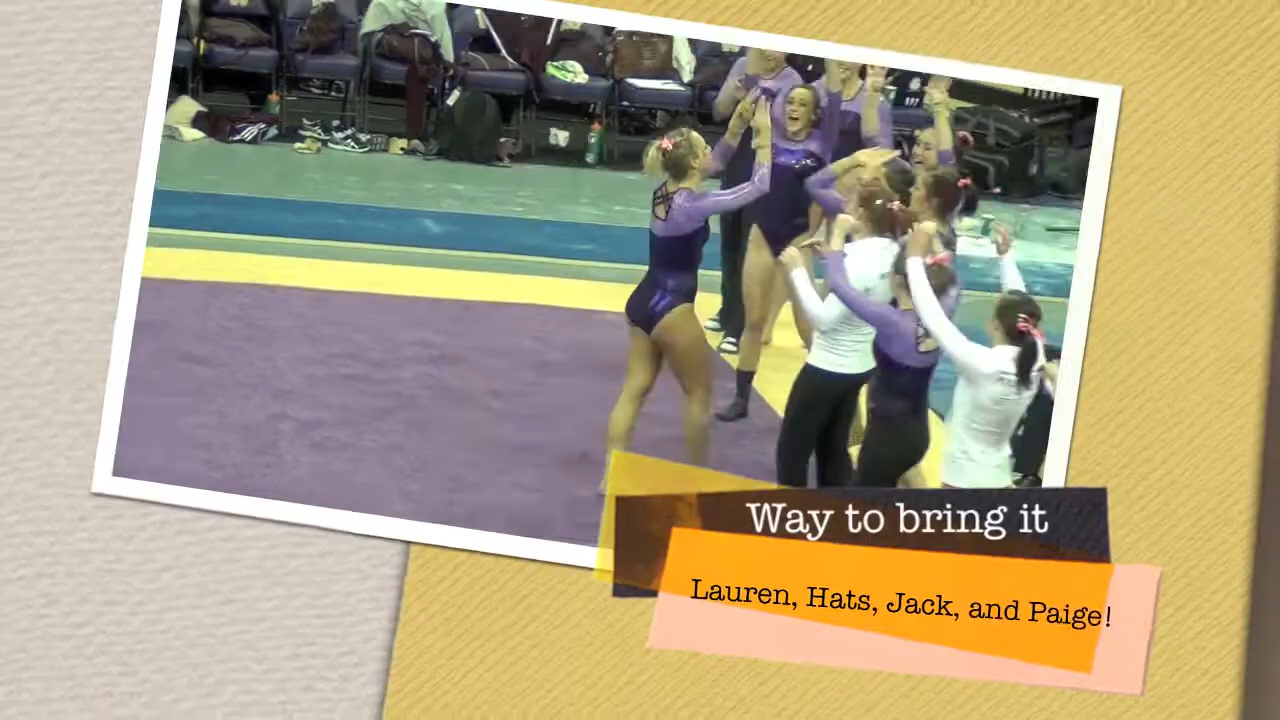 Way to bring it
Lauren, Hats, Jack, and Paige!